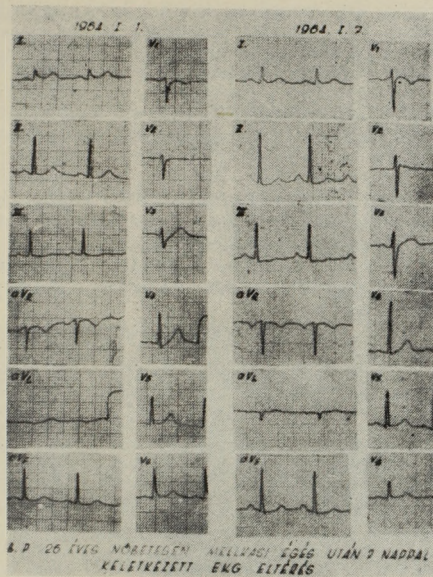 1964. I. 1.
1964. I. 7.
I. V1 I. V1
II. V2 II. V2
III. V3 III. V3
aVR V4 aVR V4
aVL V5 aVL V5
aVF V6 aVF V6
B. P. 26 ÉVES NŐBETEGEN MELLKASI ÉGÉS UTÁN 7 NAPPAL
KELETKEZETT EKG ELTÉRÉS